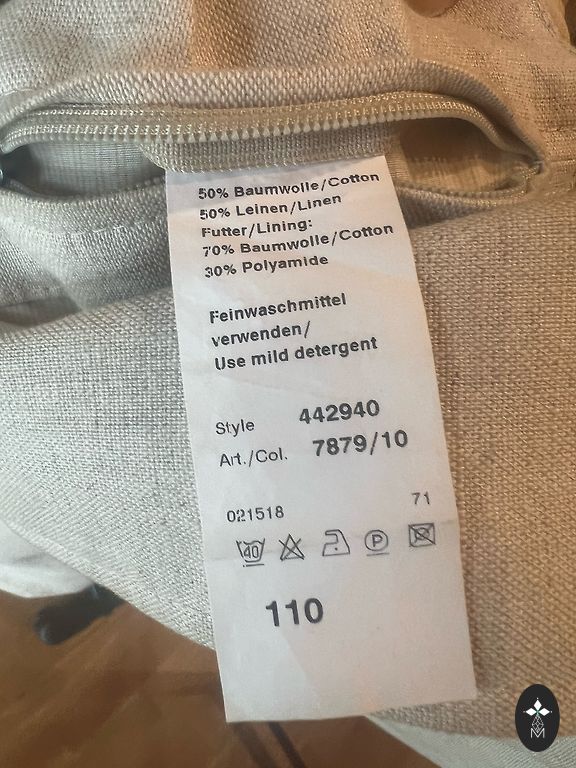 50% Baumwolle/Cotton
50% Leinen/Linen
Futter/Lining:
70% Baumwolle/Cotton
30% Polyamide
Feinwaschmittel
verwenden/
Use mild detergent
Style 442940
Art./Col. 7879/10
021518 71
40 P
110
M